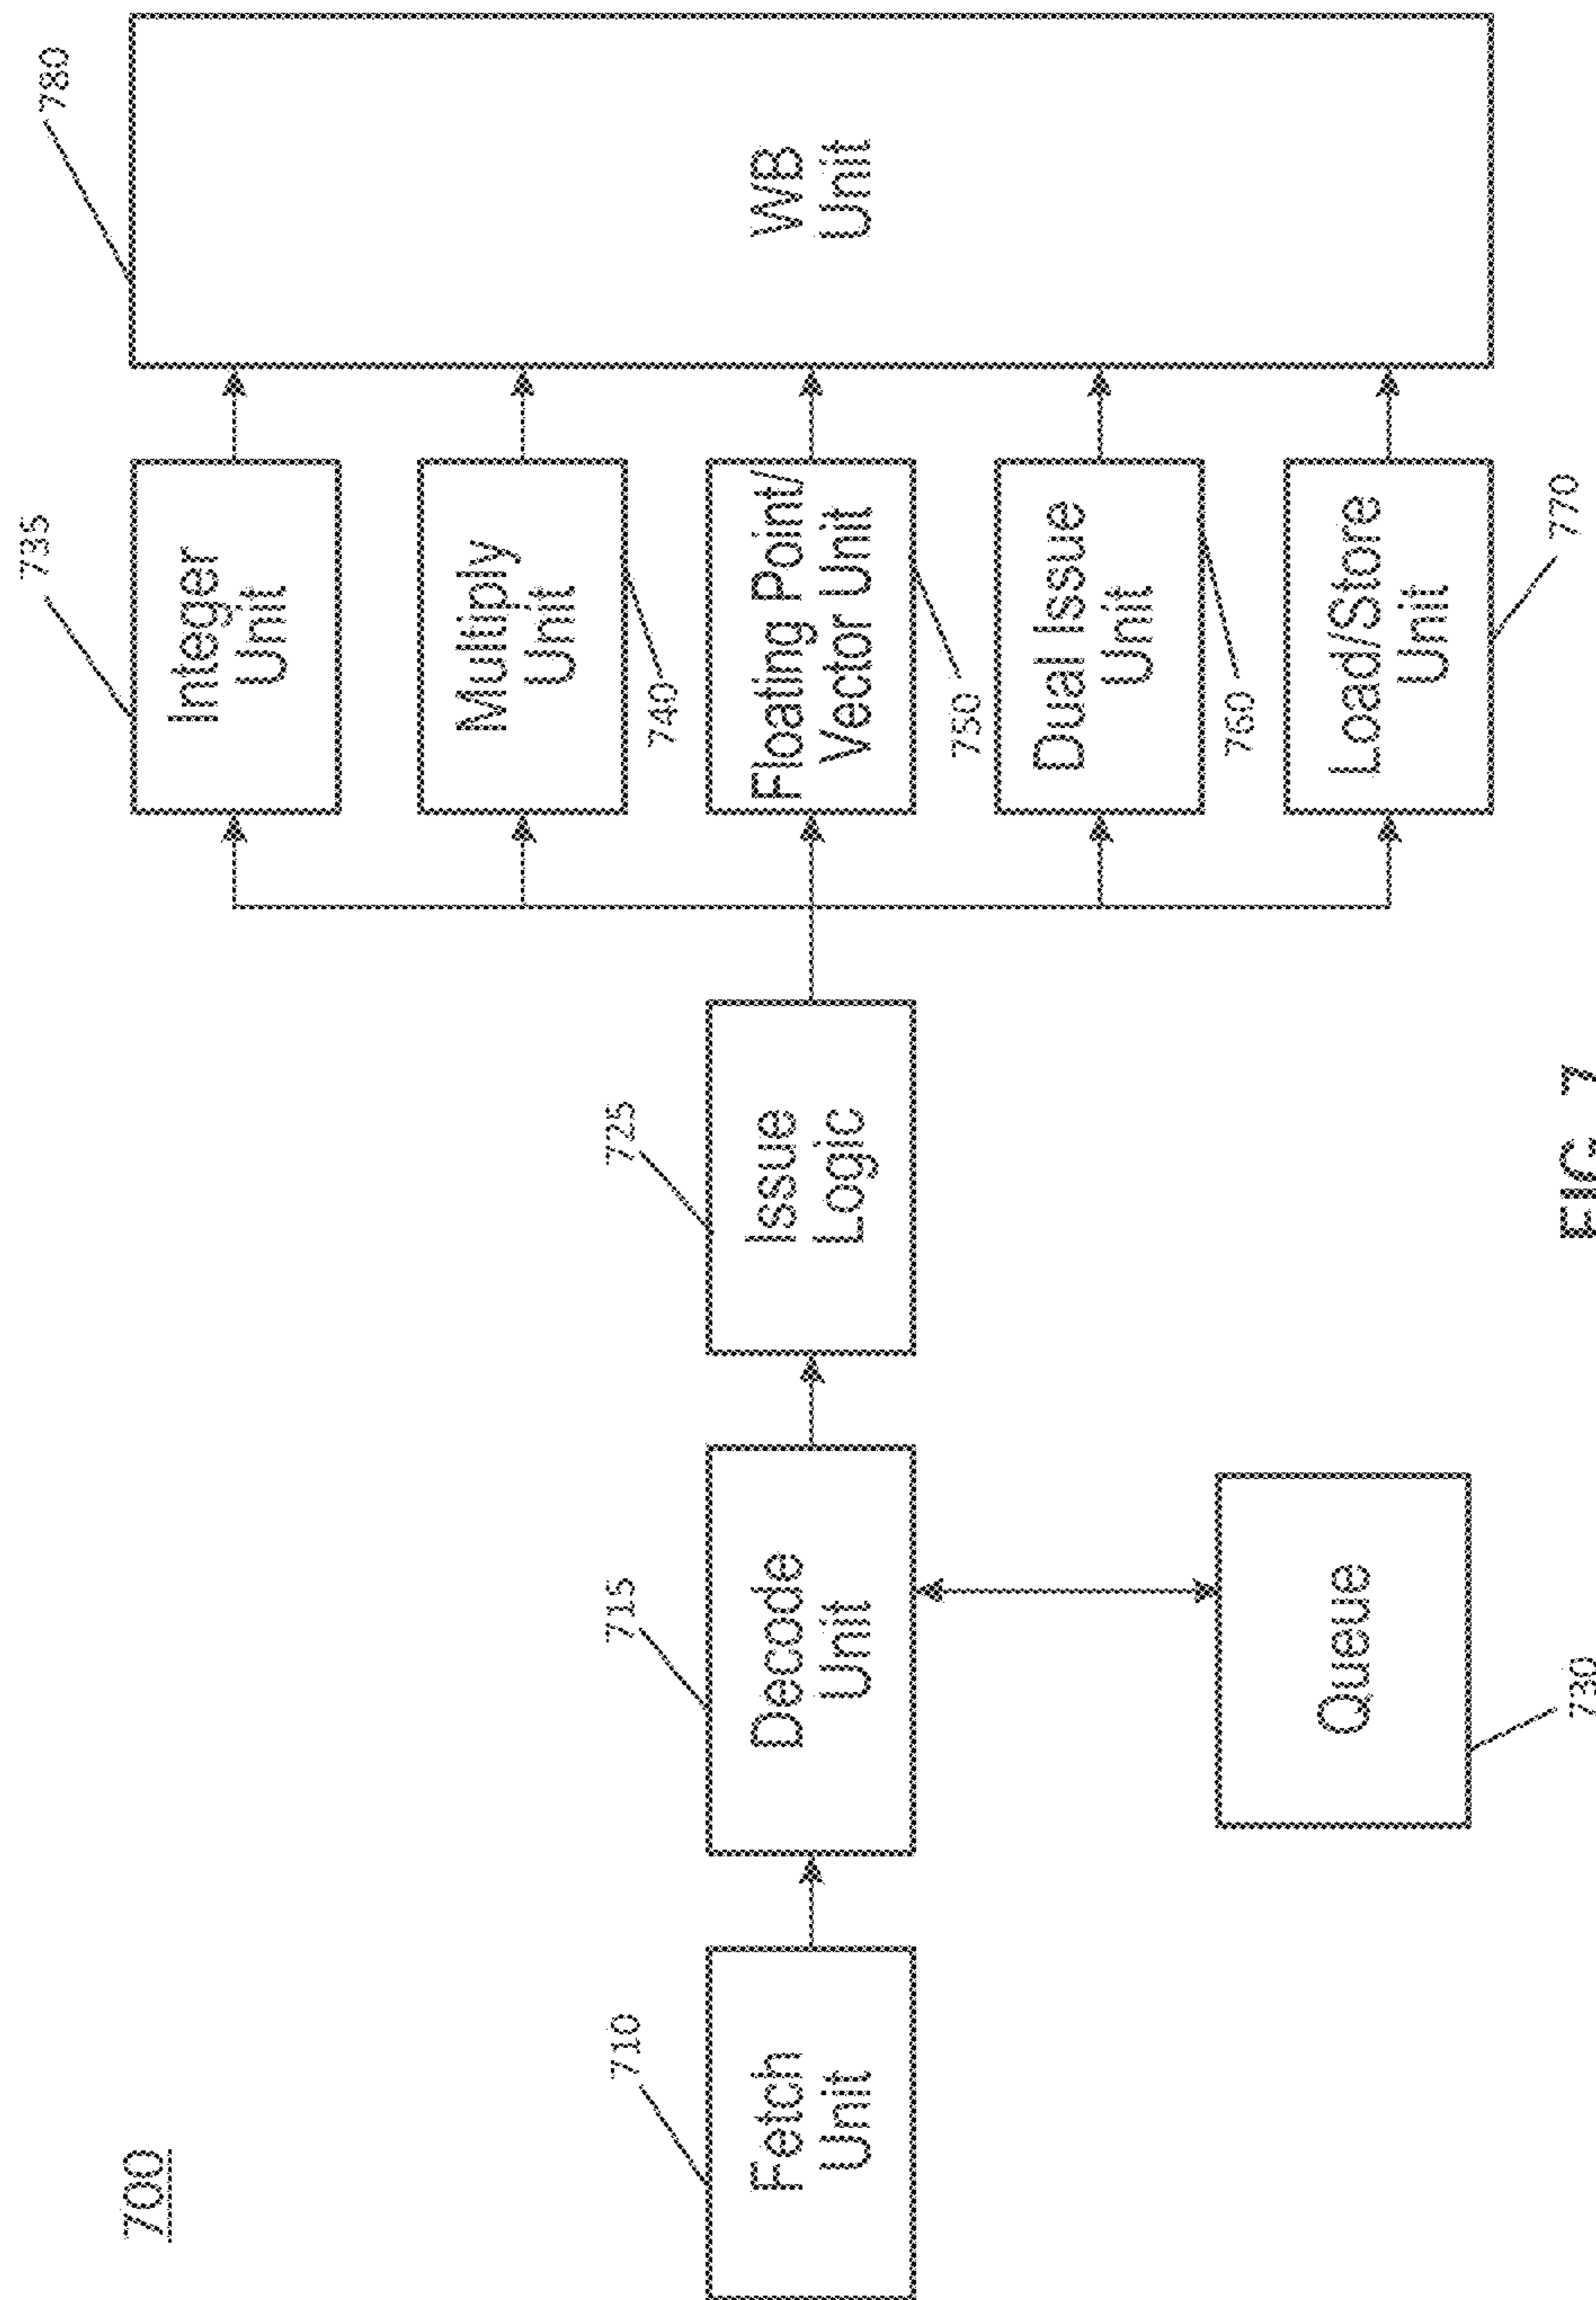 700
710
Fetch
Unit
715
Decode
Unit
730
Queue
725
Issue
Logic
735
Integer
Unit
Multiply
Unit
740
Floating Point/
Vector Unit
750
Dual Issue
Unit
760
Load/Store
Unit
770
780
WB
Unit
FIG. 7